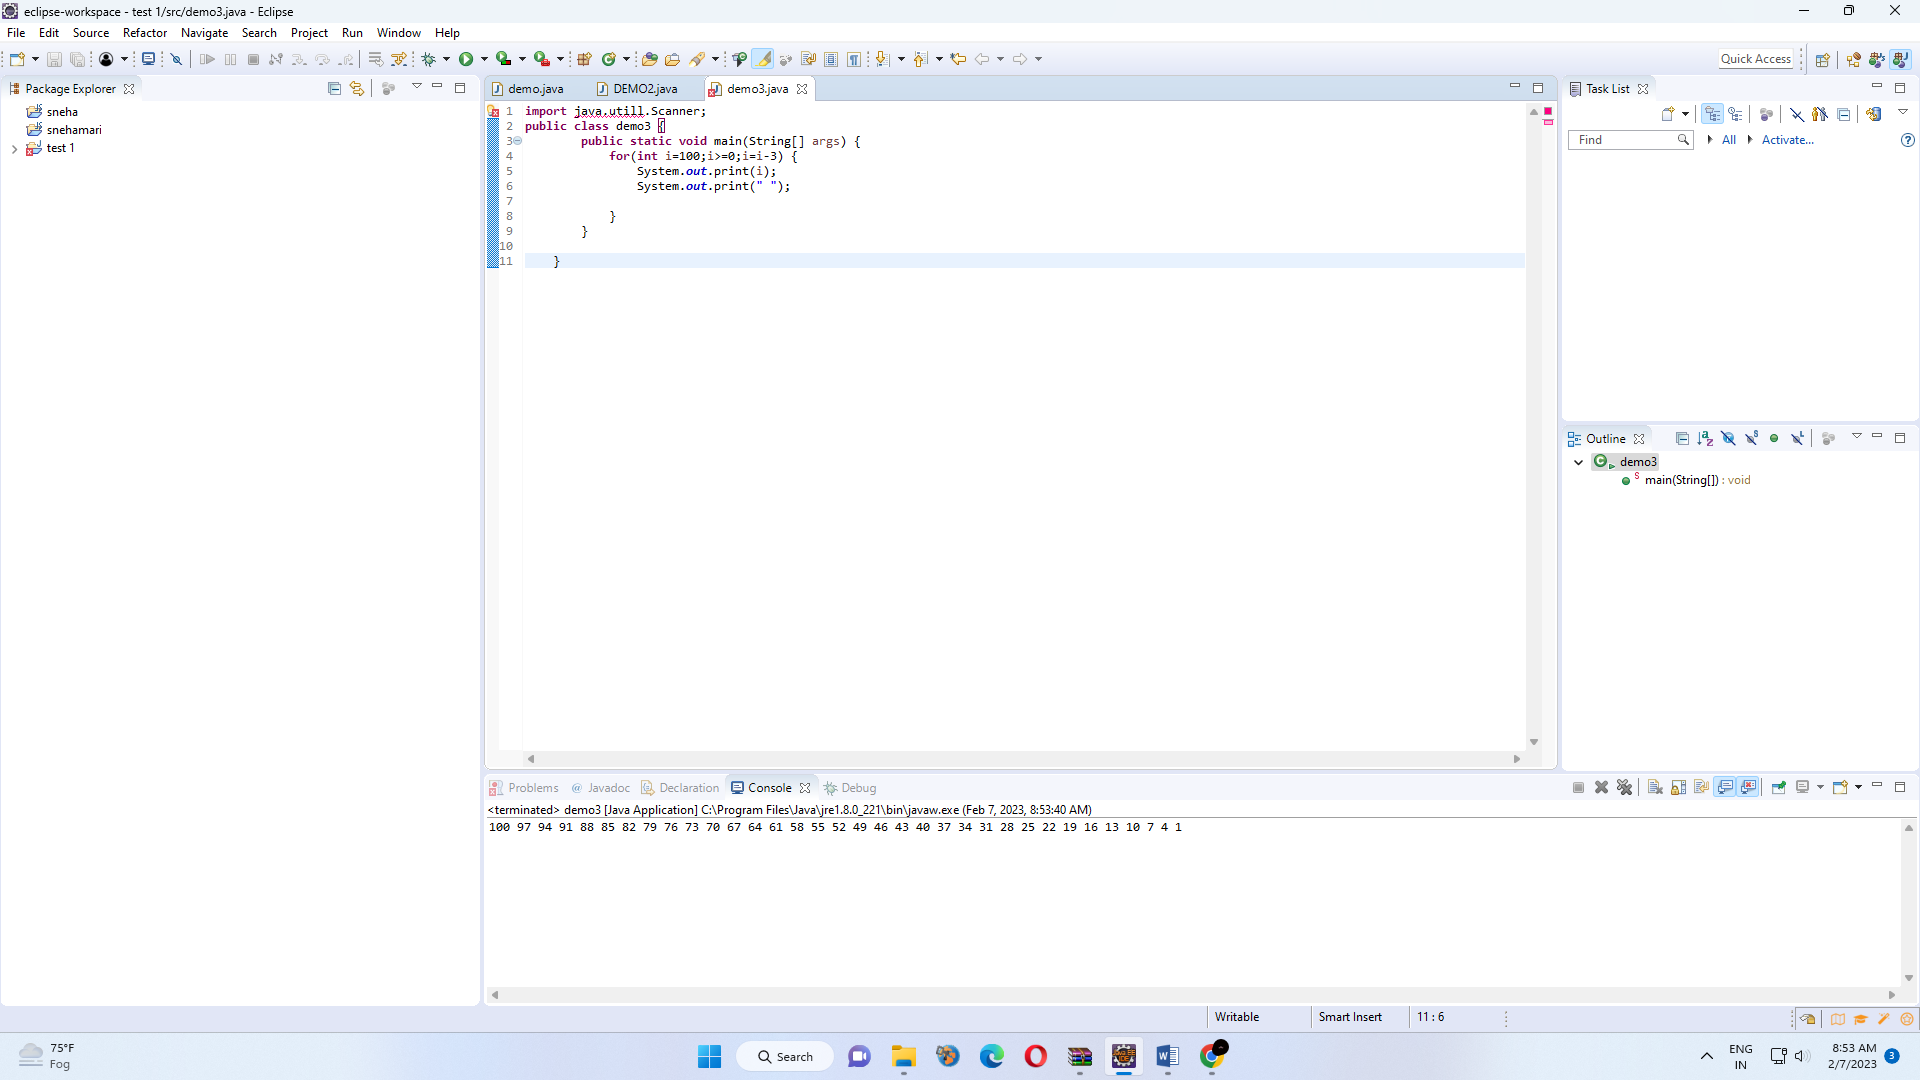 eclipse-workspace - test 1/src/demo3.java - Eclipse
File Edit Source Refactor Navigate Search Project Run Window Help
Quick Access
Package Explorer
sneha
snehamari
test 1
demo.java DEMO2.java demo3.java
1 import java.utill.Scanner;
2 public class demo3 {
3 public static void main(String[] args) {
4 for(int i=100;i>=0;i=i-3) {
5 System.out.print(i);
6 System.out.print(" ");
7
8 }
9 }
10
11 }
Task List
Find All Activate...
Outline
demo3
main(String[]) : void
Problems @ Javadoc Declaration Console Debug
<terminated> demo3 [Java Application] C:\Program Files\Java\jre1.8.0_221\bin\javaw.exe (Feb 7, 2023, 8:53:40 AM)
100 97 94 91 88 85 82 79 76 73 70 67 64 61 58 55 52 49 46 43 40 37 34 31 28 25 22 19 16 13 10 7 4 1
Writable Smart Insert 11 : 6
75°F
Fog
Search
ENG
IN
8:53 AM
2/7/2023
3